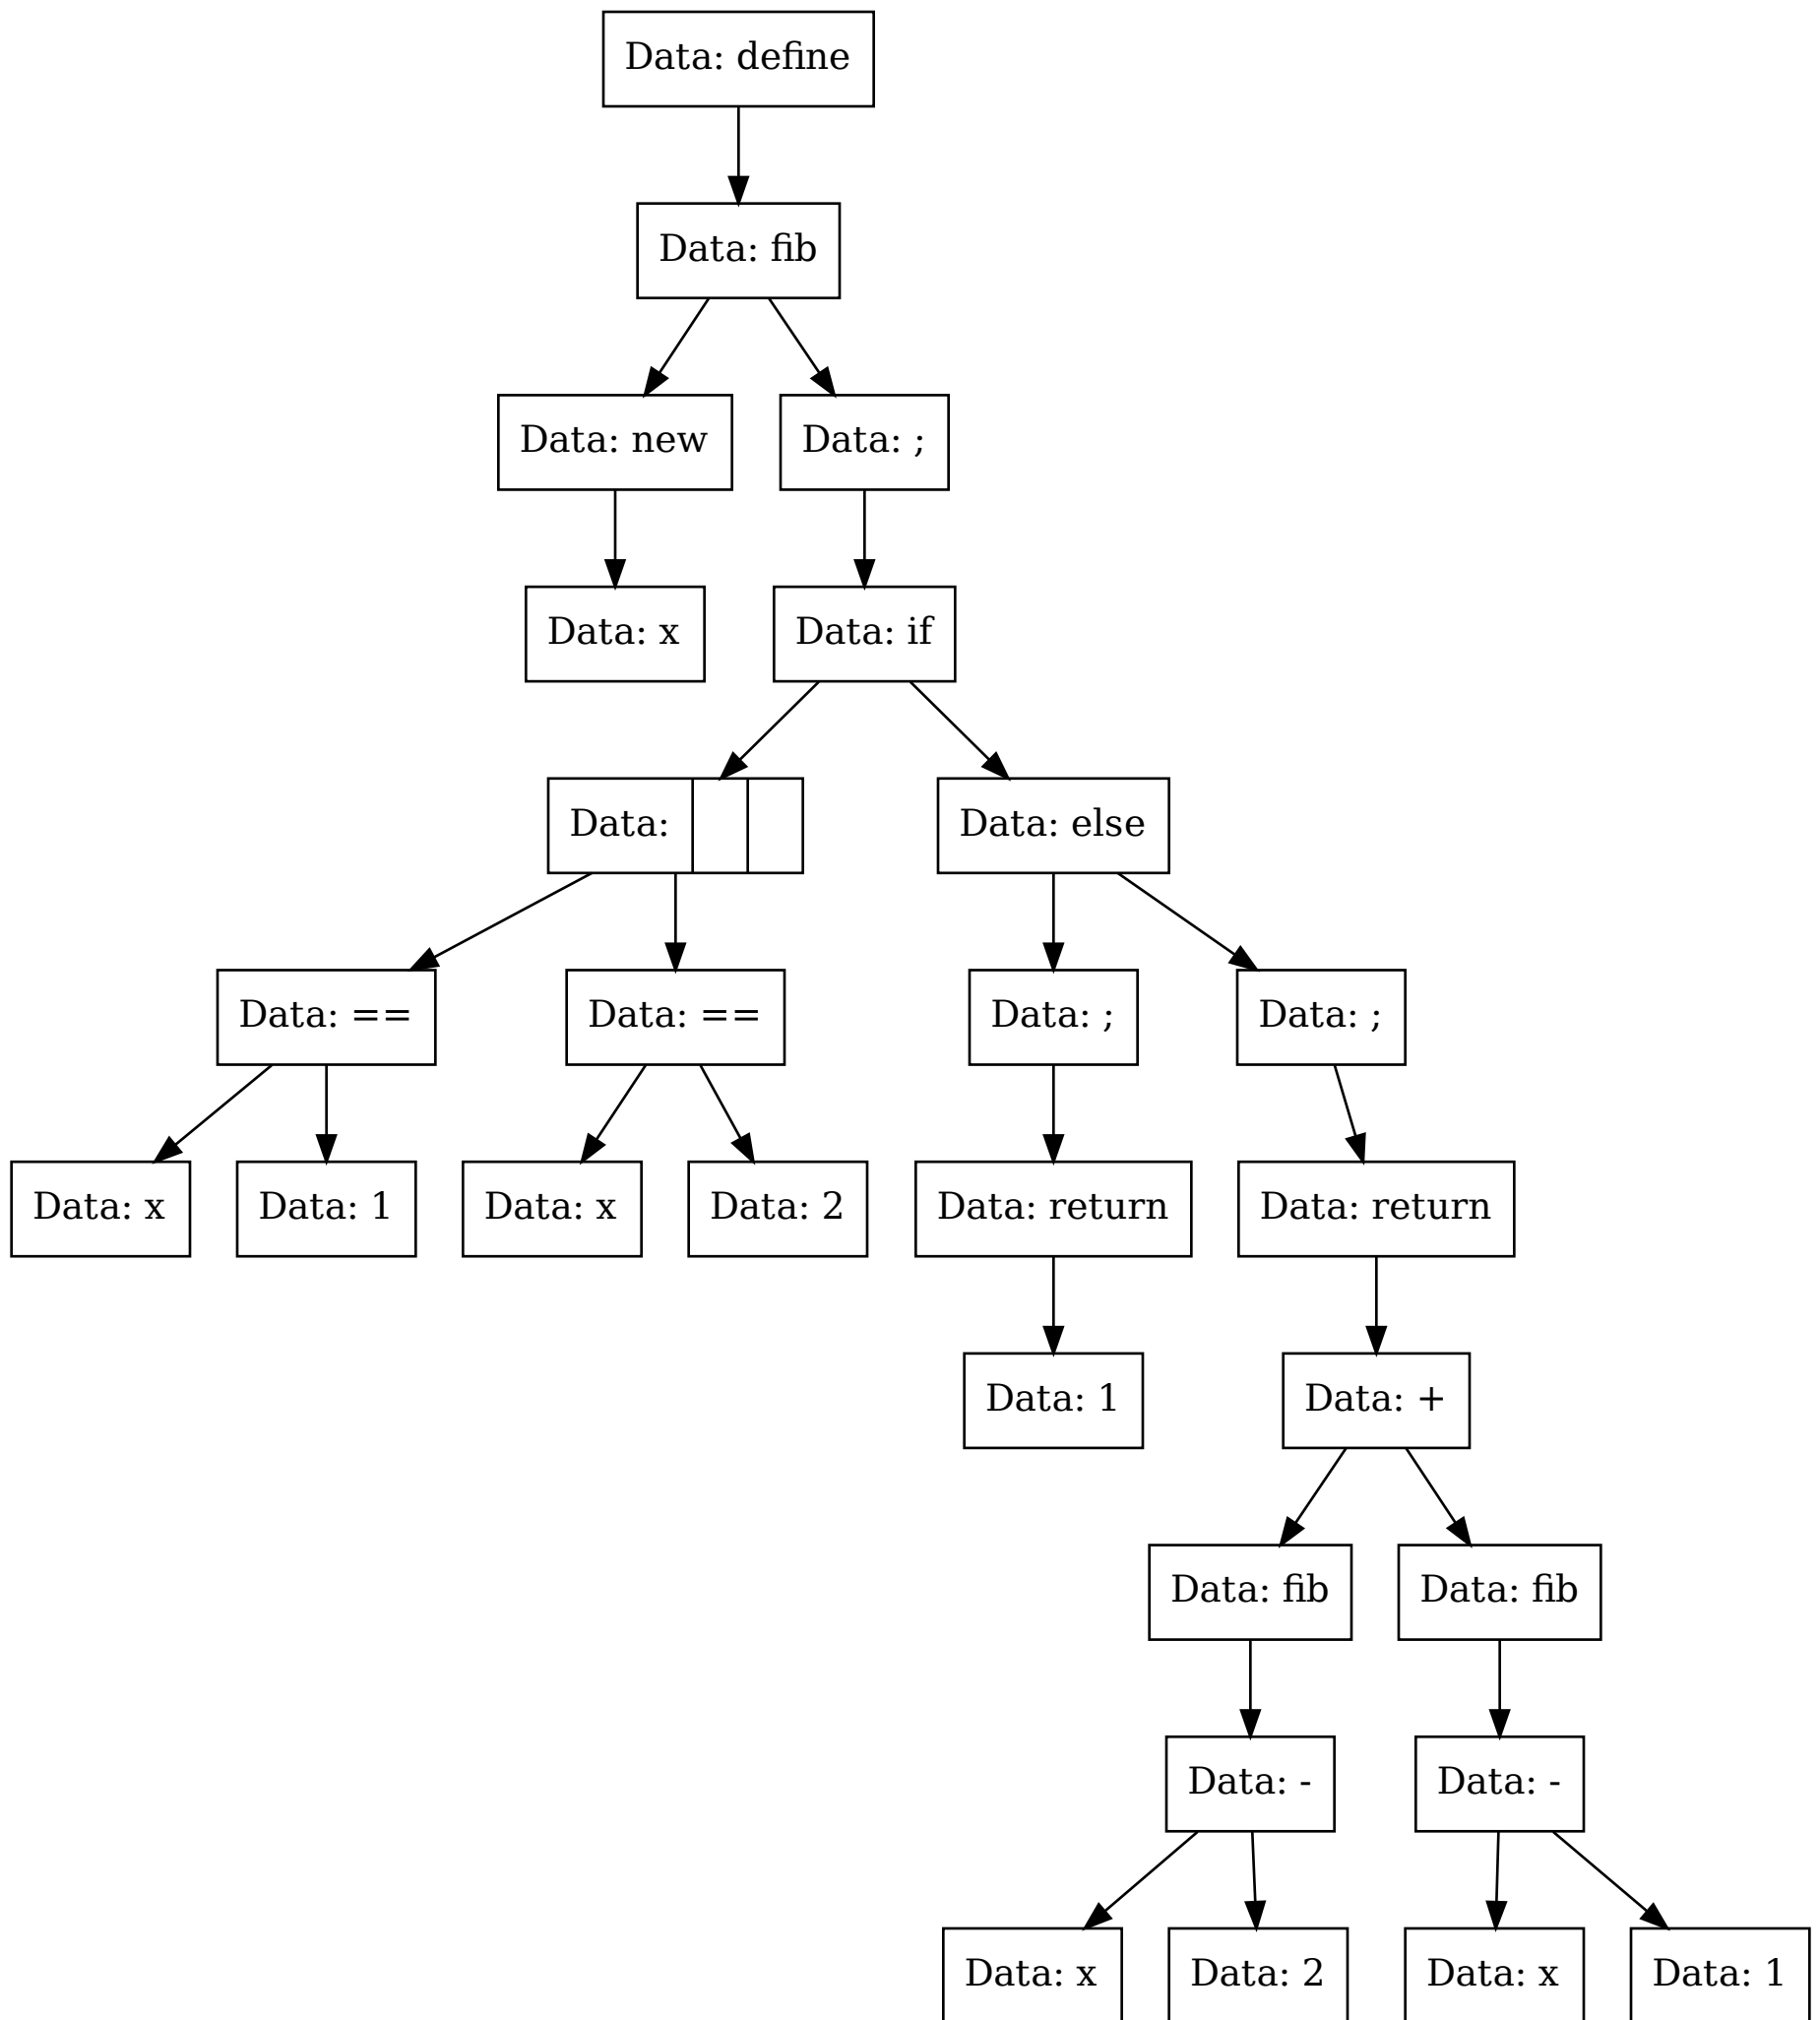 Data: define
Data: fib
Data: new
Data: ;
Data: x
Data: if
Data:
Data: else
Data: ==
Data: ==
Data: ;
Data: ;
Data: x
Data: 1
Data: x
Data: 2
Data: return
Data: return
Data: 1
Data: +
Data: fib
Data: fib
Data: -
Data: -
Data: x
Data: 2
Data: x
Data: 1